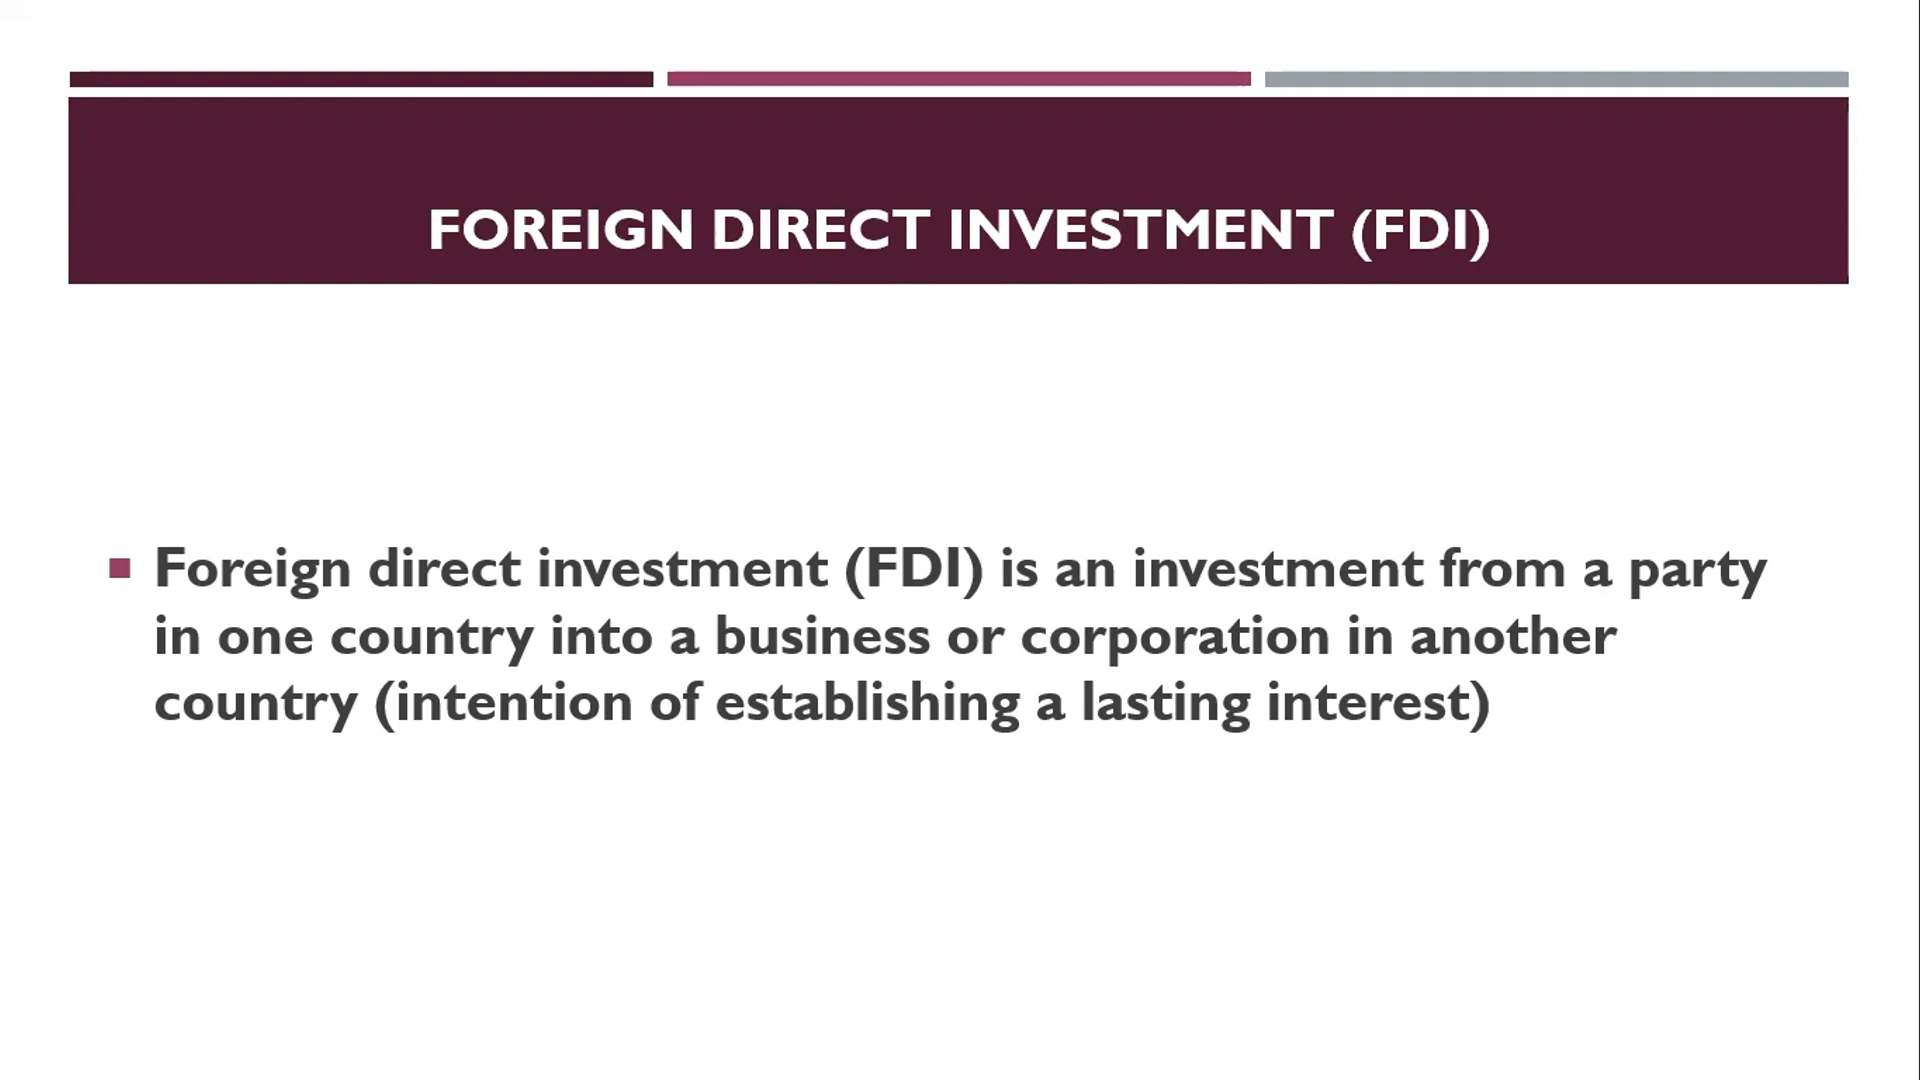 FOREIGN DIRECT INVESTMENT (FDI)
Foreign direct investment (FDI) is an investment from a party
in one country into a business or corporation in another
country (intention of establishing a lasting interest)